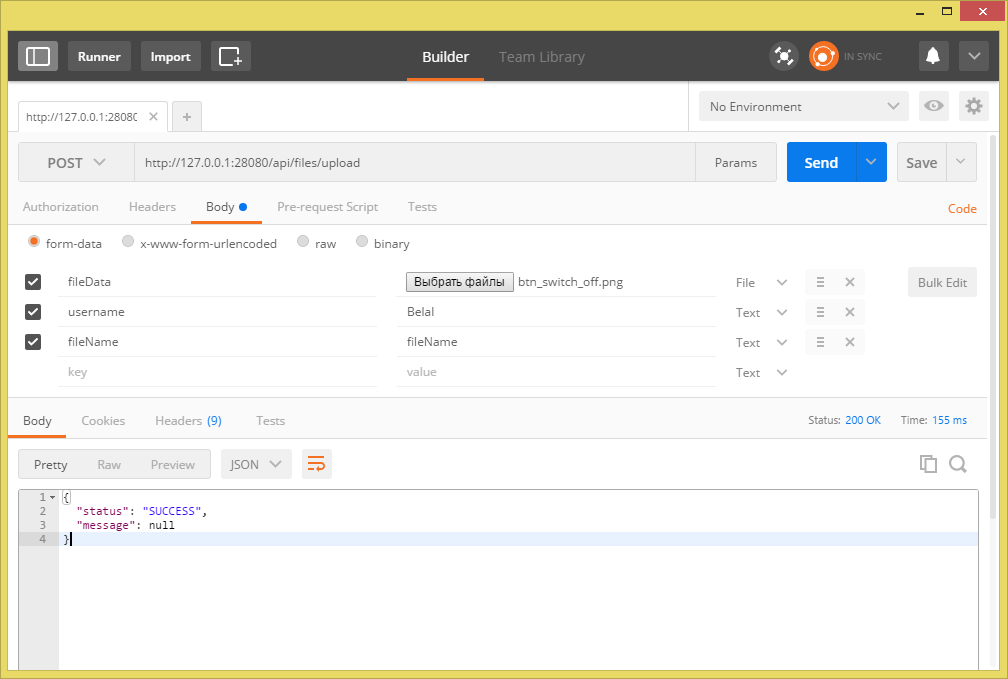 Runner Import Builder Team Library IN SYNC
http://127.0.0.1:28080 No Environment
POST http://127.0.0.1:28080/api/files/upload Params Send Save
Authorization Headers Body Pre-request Script Tests Code
form-data x-www-form-urlencoded raw binary
fileData Выбрать файлы btn_switch_off.png File Bulk Edit
username Belal Text
fileName fileName Text
key value Text
Body Cookies Headers (9) Tests Status: 200 OK Time: 155 ms
Pretty Raw Preview JSON
1 {
2 "status": "SUCCESS",
3 "message": null
4 }